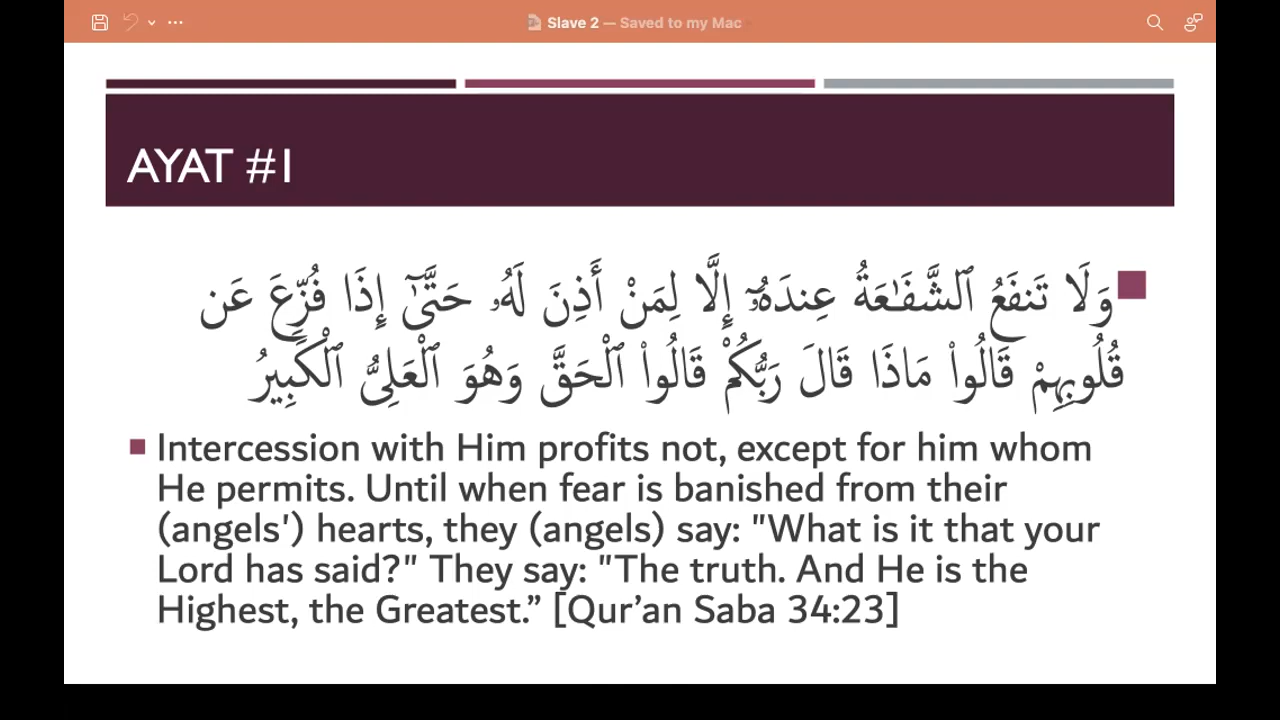 Slave 2 — Saved to my Mac
AYAT #1
وَلَا تَنفَعُ ٱلشَّفَـٰعَةُ عِندَهُۥٓ إِلَّا لِمَنْ أَذِنَ لَهُۥ حَتَّىٰٓ إِذَا فُزِّعَ عَن
قُلُوبِهِمْ قَالُوا۟ مَاذَا قَالَ رَبُّكُمْ قَالُوا۟ ٱلْحَقَّ وَهُوَ ٱلْعَلِىُّ ٱلْكَبِيرُ
Intercession with Him profits not, except for him whom
He permits. Until when fear is banished from their
(angels') hearts, they (angels) say: "What is it that your
Lord has said?" They say: "The truth. And He is the
Highest, the Greatest.” [Qur’an Saba 34:23]